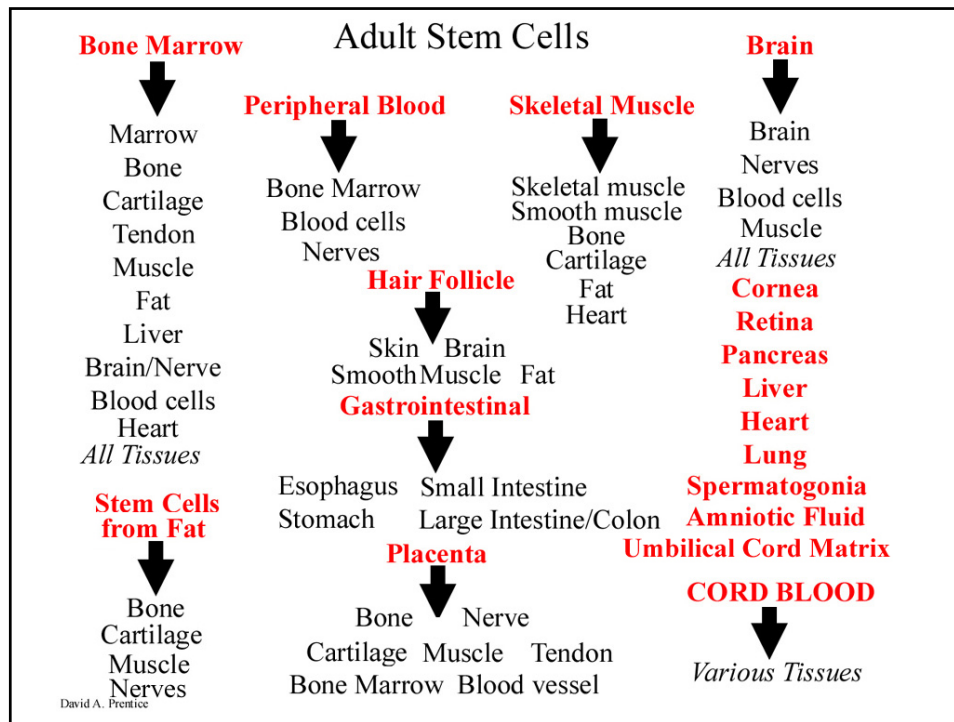 Adult Stem Cells
Bone Marrow
Marrow
Bone
Cartilage
Tendon
Muscle
Fat
Liver
Brain/Nerve
Blood cells
Heart
All Tissues
Stem Cells
from Fat
Bone
Cartilage
Muscle
Nerves
David A. Prentice
Peripheral Blood
Bone Marrow
Blood cells
Nerves
Hair Follicle
Skin Brain
Smooth Muscle Fat
Gastrointestinal
Esophagus Small Intestine
Stomach Large Intestine/Colon
Placenta
Bone Nerve
Cartilage Muscle Tendon
Bone Marrow Blood vessel
Skeletal Muscle
Skeletal muscle
Smooth muscle
Bone
Cartilage
Fat
Heart
Brain
Brain
Nerves
Blood cells
Muscle
All Tissues
Cornea
Retina
Pancreas
Liver
Heart
Lung
Spermatogonia
Amniotic Fluid
Umbilical Cord Matrix
CORD BLOOD
Various Tissues